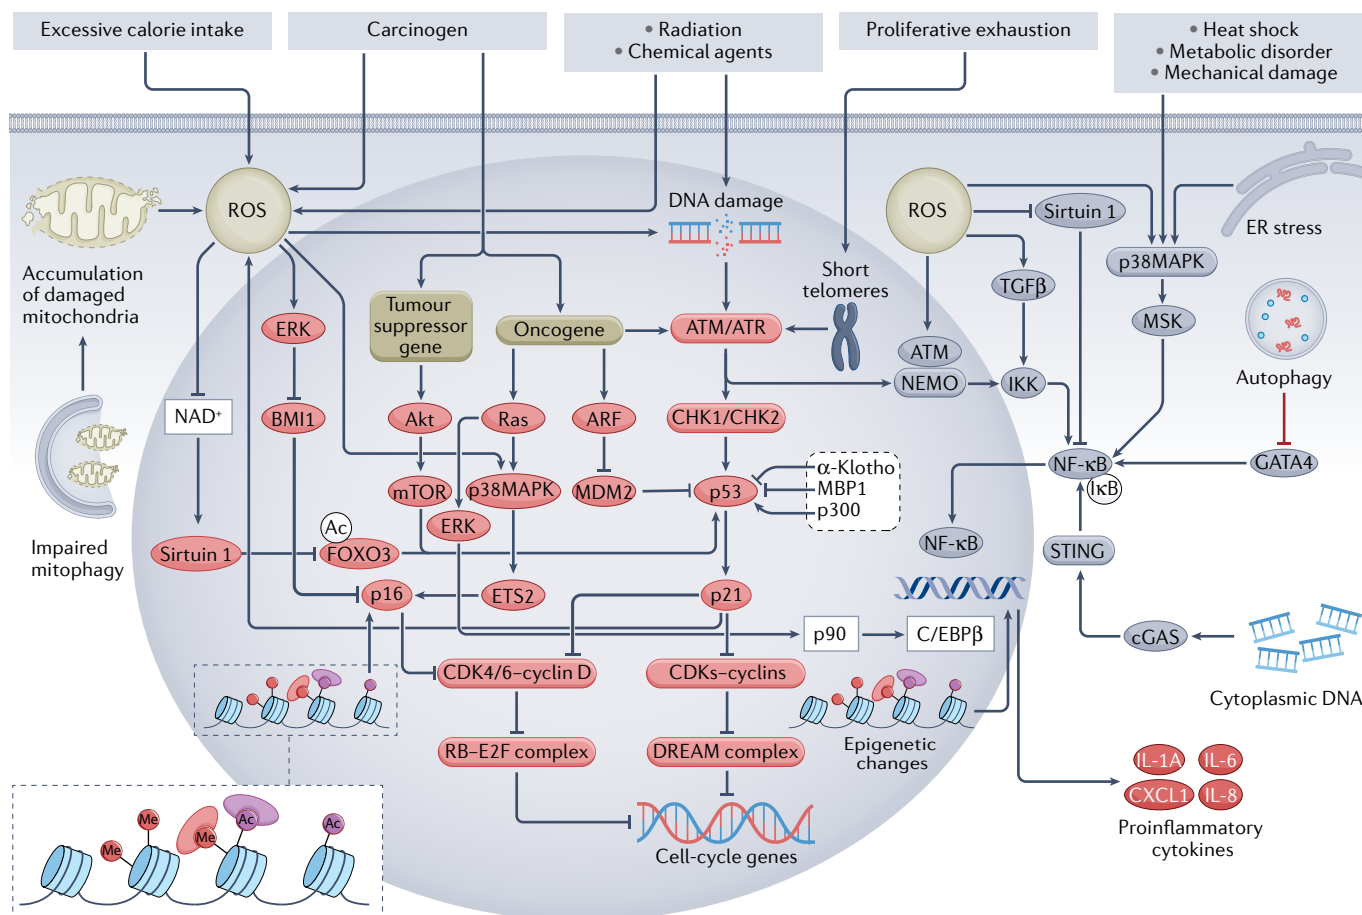 Excessive calorie intake
Carcinogen
• Radiation
• Chemical agents
Proliferative exhaustion
• Heat shock
• Metabolic disorder
• Mechanical damage
ROS
DNA damage
ROS
Sirtuin 1
ER stress
Accumulation
of damaged
mitochondria
Short
telomeres
p38MAPK
TGFβ
ERK
Tumour
suppressor
gene
Oncogene
ATM/ATR
MSK
ATM
NEMO
IKK
Autophagy
NAD⁺
BMI1
Akt
Ras
ARF
CHK1/CHK2
NF-κB
IκB
GATA4
mTOR
p38MAPK
MDM2
p53
α-Klotho
MBP1
p300
ERK
Impaired
mitophagy
Sirtuin 1
Ac
FOXO3
NF-κB
STING
p16
ETS2
p21
p90
C/EBPβ
cGAS
CDK4/6–cyclin D
CDKs–cyclins
Cytoplasmic DNA
RB–E2F complex
DREAM complex
Epigenetic
changes
IL-1A
IL-6
CXCL1
IL-8
Proinflammatory
cytokines
Me
Me
Me
Ac
Ac
Cell-cycle genes